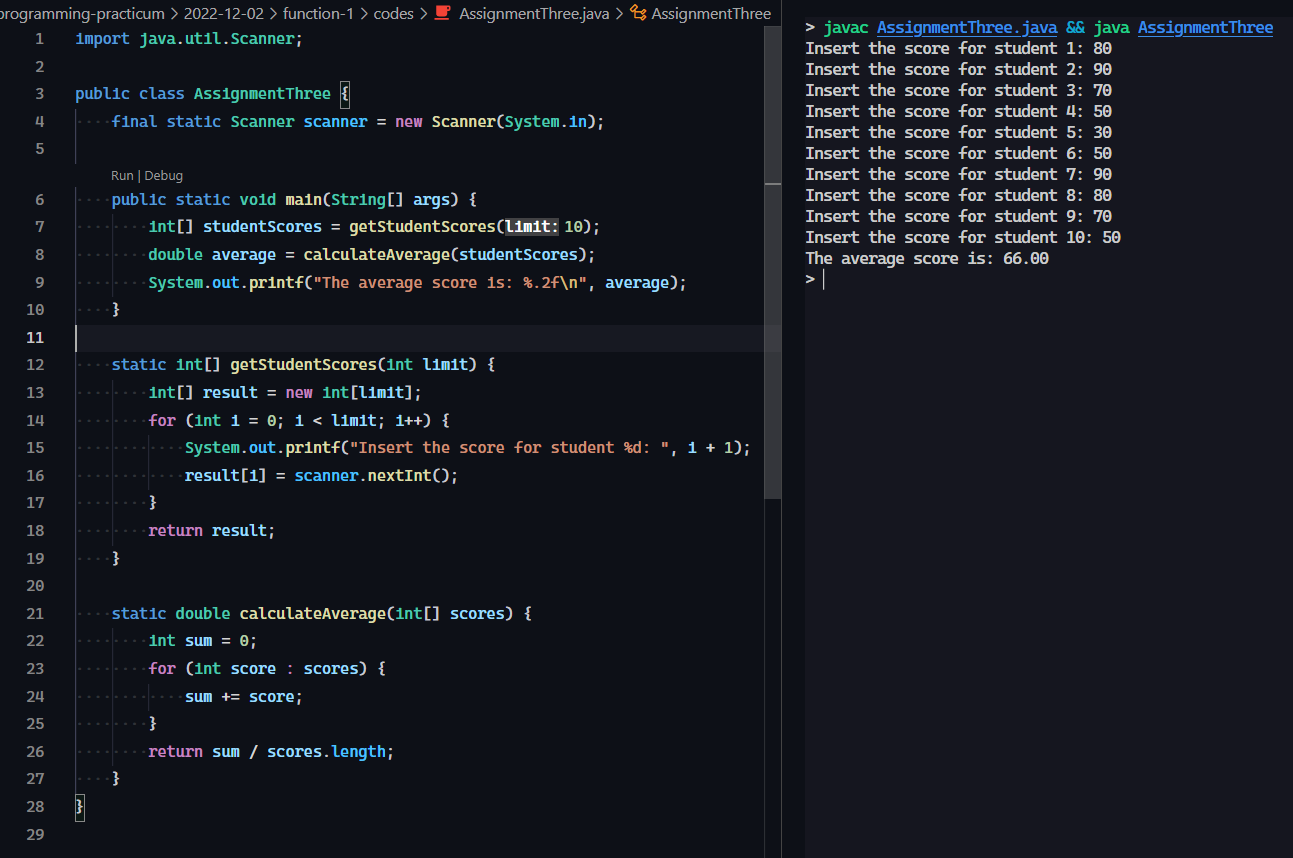 programming-practicum > 2022-12-02 > function-1 > codes > AssignmentThree.java > AssignmentThree
1 import java.util.Scanner;
2
3 public class AssignmentThree {
4 final static Scanner scanner = new Scanner(System.in);
5
Run | Debug
6 public static void main(String[] args) {
7 int[] studentScores = getStudentScores(limit: 10);
8 double average = calculateAverage(studentScores);
9 System.out.printf("The average score is: %.2f\n", average);
10 }
11
12 static int[] getStudentScores(int limit) {
13 int[] result = new int[limit];
14 for (int i = 0; i < limit; i++) {
15 System.out.printf("Insert the score for student %d: ", i + 1);
16 result[i] = scanner.nextInt();
17 }
18 return result;
19 }
20
21 static double calculateAverage(int[] scores) {
22 int sum = 0;
23 for (int score : scores) {
24 sum += score;
25 }
26 return sum / scores.length;
27 }
28 }
29
> javac AssignmentThree.java && java AssignmentThree
Insert the score for student 1: 80
Insert the score for student 2: 90
Insert the score for student 3: 70
Insert the score for student 4: 50
Insert the score for student 5: 30
Insert the score for student 6: 50
Insert the score for student 7: 90
Insert the score for student 8: 80
Insert the score for student 9: 70
Insert the score for student 10: 50
The average score is: 66.00
>